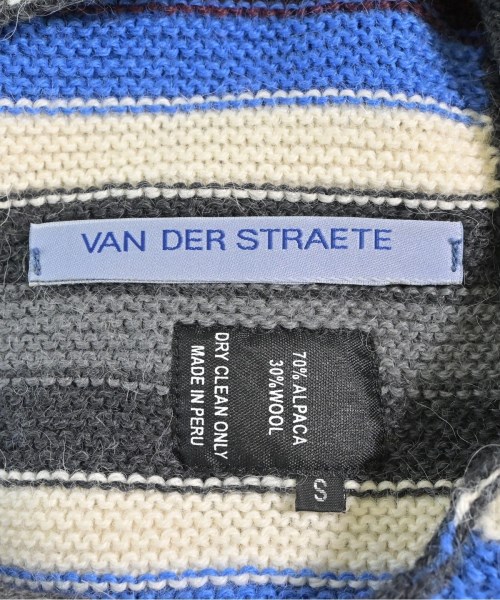 VAN DER STRAETE
70% ALPACA
30% WOOL
DRY CLEAN ONLY
MADE IN PERU
S